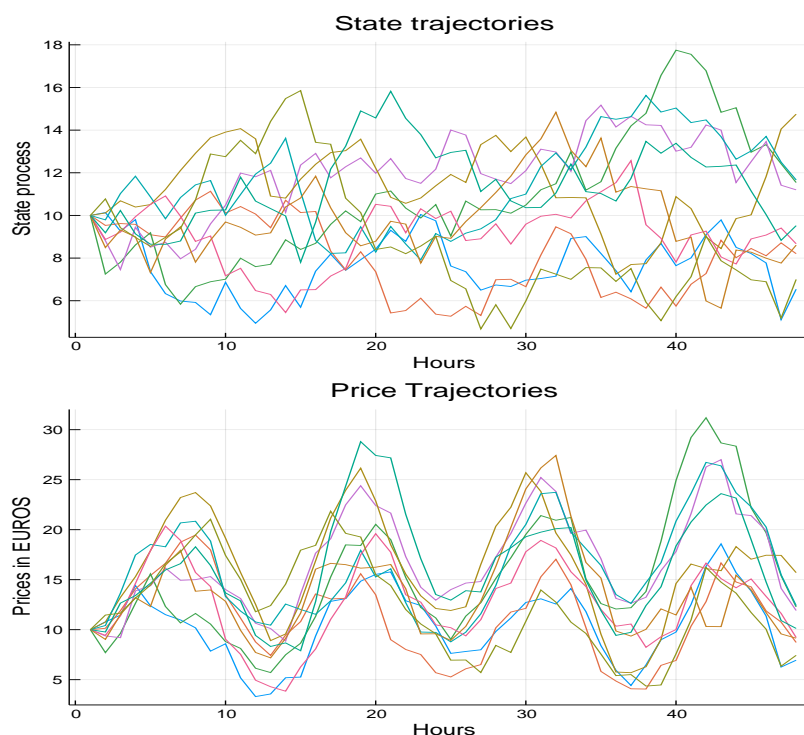 State trajectories
18
16
14
12
10
8
6
State process
0 10 20 30 40
Hours
Price Trajectories
30
25
20
15
10
5
Prices in EUROS
0 10 20 30 40
Hours